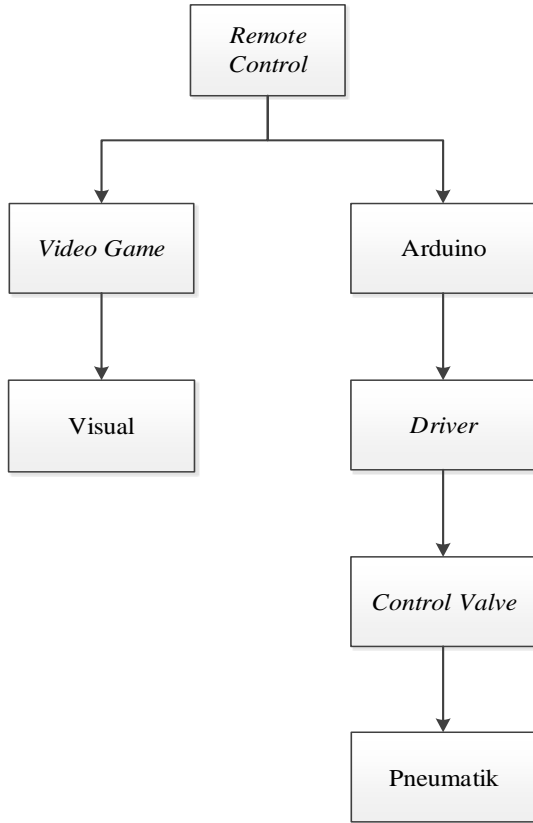 Remote
Control
Video Game
Arduino
Visual
Driver
Control Valve
Pneumatik